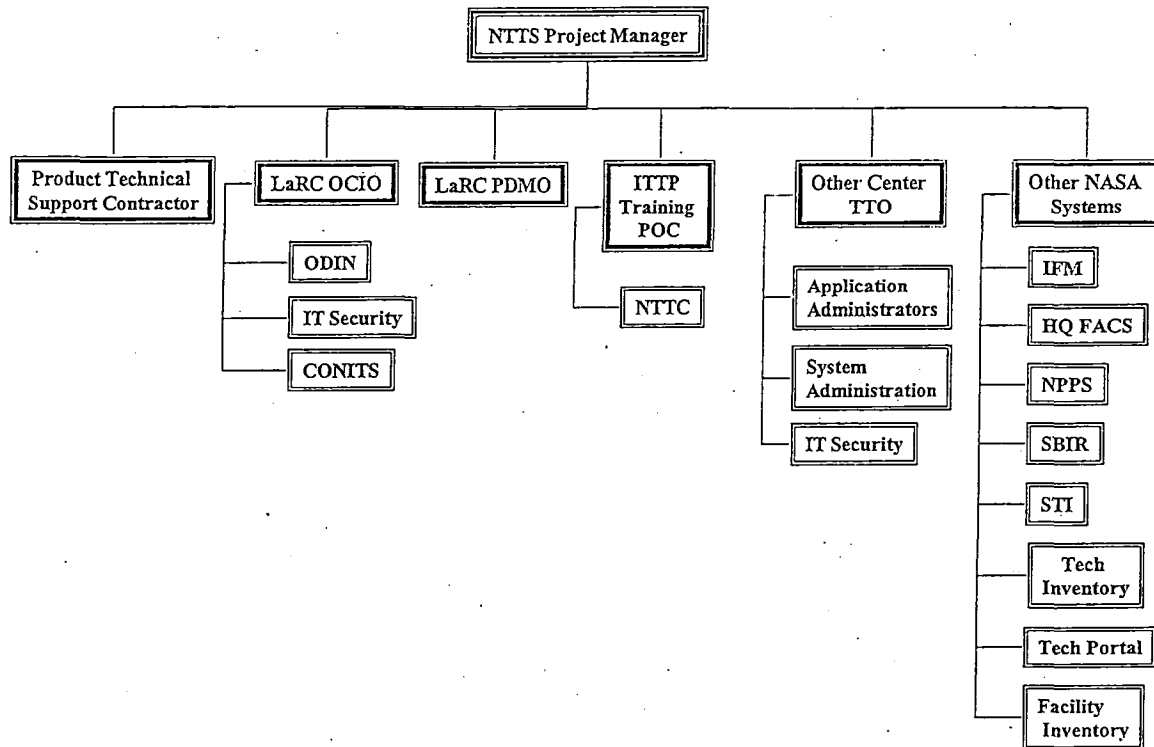 NTTS Project Manager
Product Technical
Support Contractor
LaRC OCIO
ODIN
IT Security
CONITS
LaRC PDMO
ITTP
Training
POC
NTTC
Other Center
TTO
Application
Administrators
System
Administration
IT Security
Other NASA
Systems
IFM
HQ FACS
NPPS
SBIR
STI
Tech
Inventory
Tech Portal
Facility
Inventory